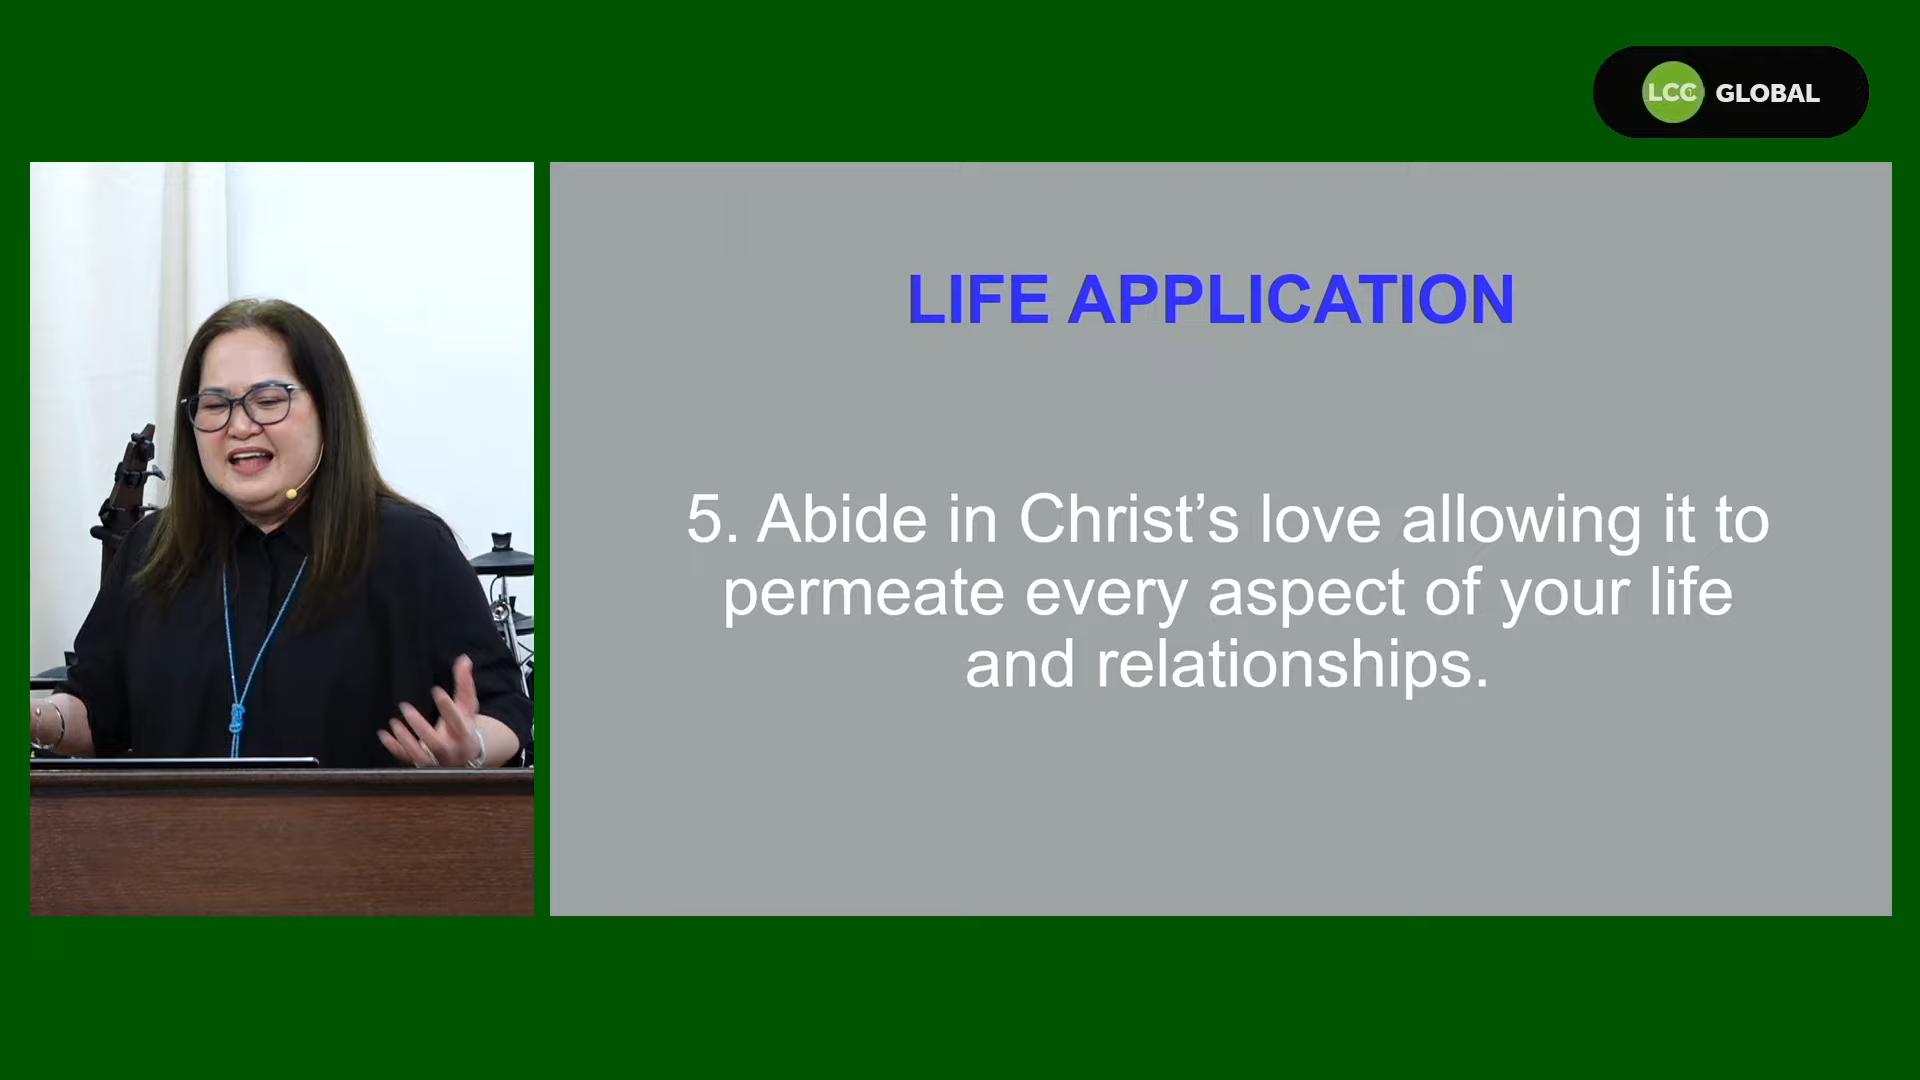 LCC GLOBAL
LIFE APPLICATION
5. Abide in Christ’s love allowing it to
permeate every aspect of your life
and relationships.